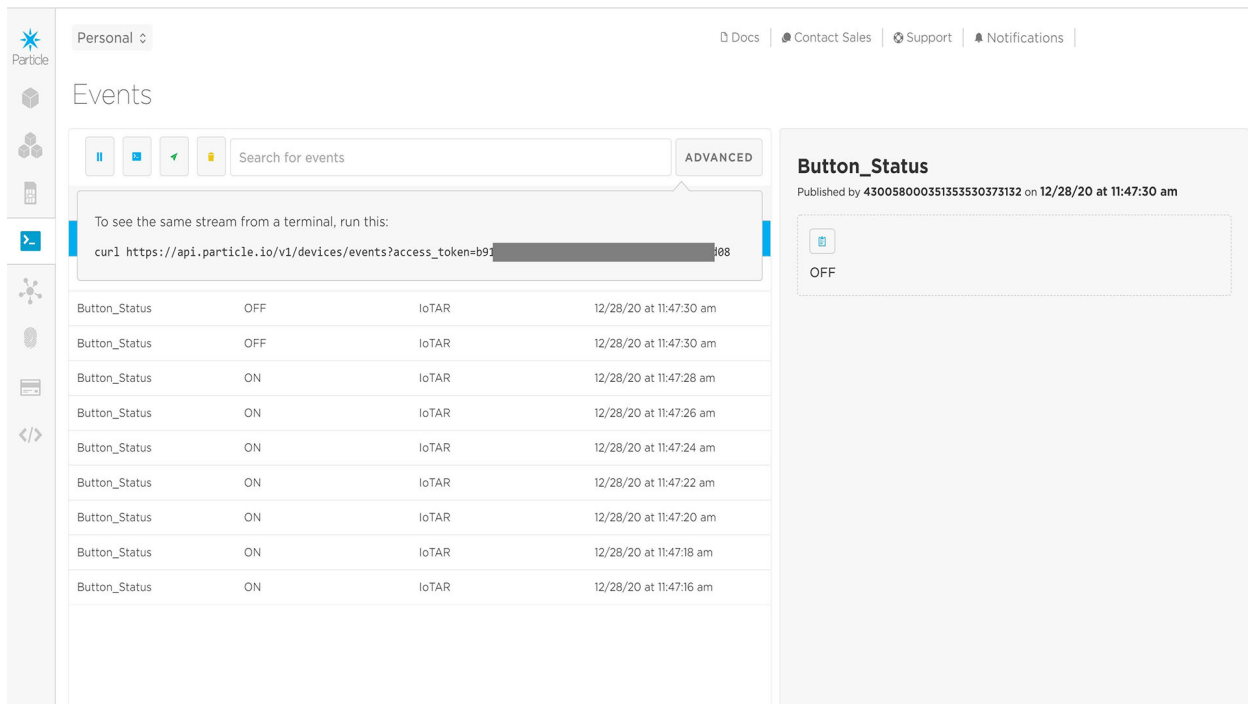 Particle
Personal
Docs
Contact Sales
Support
Notifications
Events
Search for events
ADVANCED
To see the same stream from a terminal, run this:
curl https://api.particle.io/v1/devices/events?access_token=b91 d08
Button_Status OFF IoTAR 12/28/20 at 11:47:30 am
Button_Status OFF IoTAR 12/28/20 at 11:47:30 am
Button_Status ON IoTAR 12/28/20 at 11:47:28 am
Button_Status ON IoTAR 12/28/20 at 11:47:26 am
Button_Status ON IoTAR 12/28/20 at 11:47:24 am
Button_Status ON IoTAR 12/28/20 at 11:47:22 am
Button_Status ON IoTAR 12/28/20 at 11:47:20 am
Button_Status ON IoTAR 12/28/20 at 11:47:18 am
Button_Status ON IoTAR 12/28/20 at 11:47:16 am
Button_Status
Published by 430058000351353530373132 on 12/28/20 at 11:47:30 am
OFF